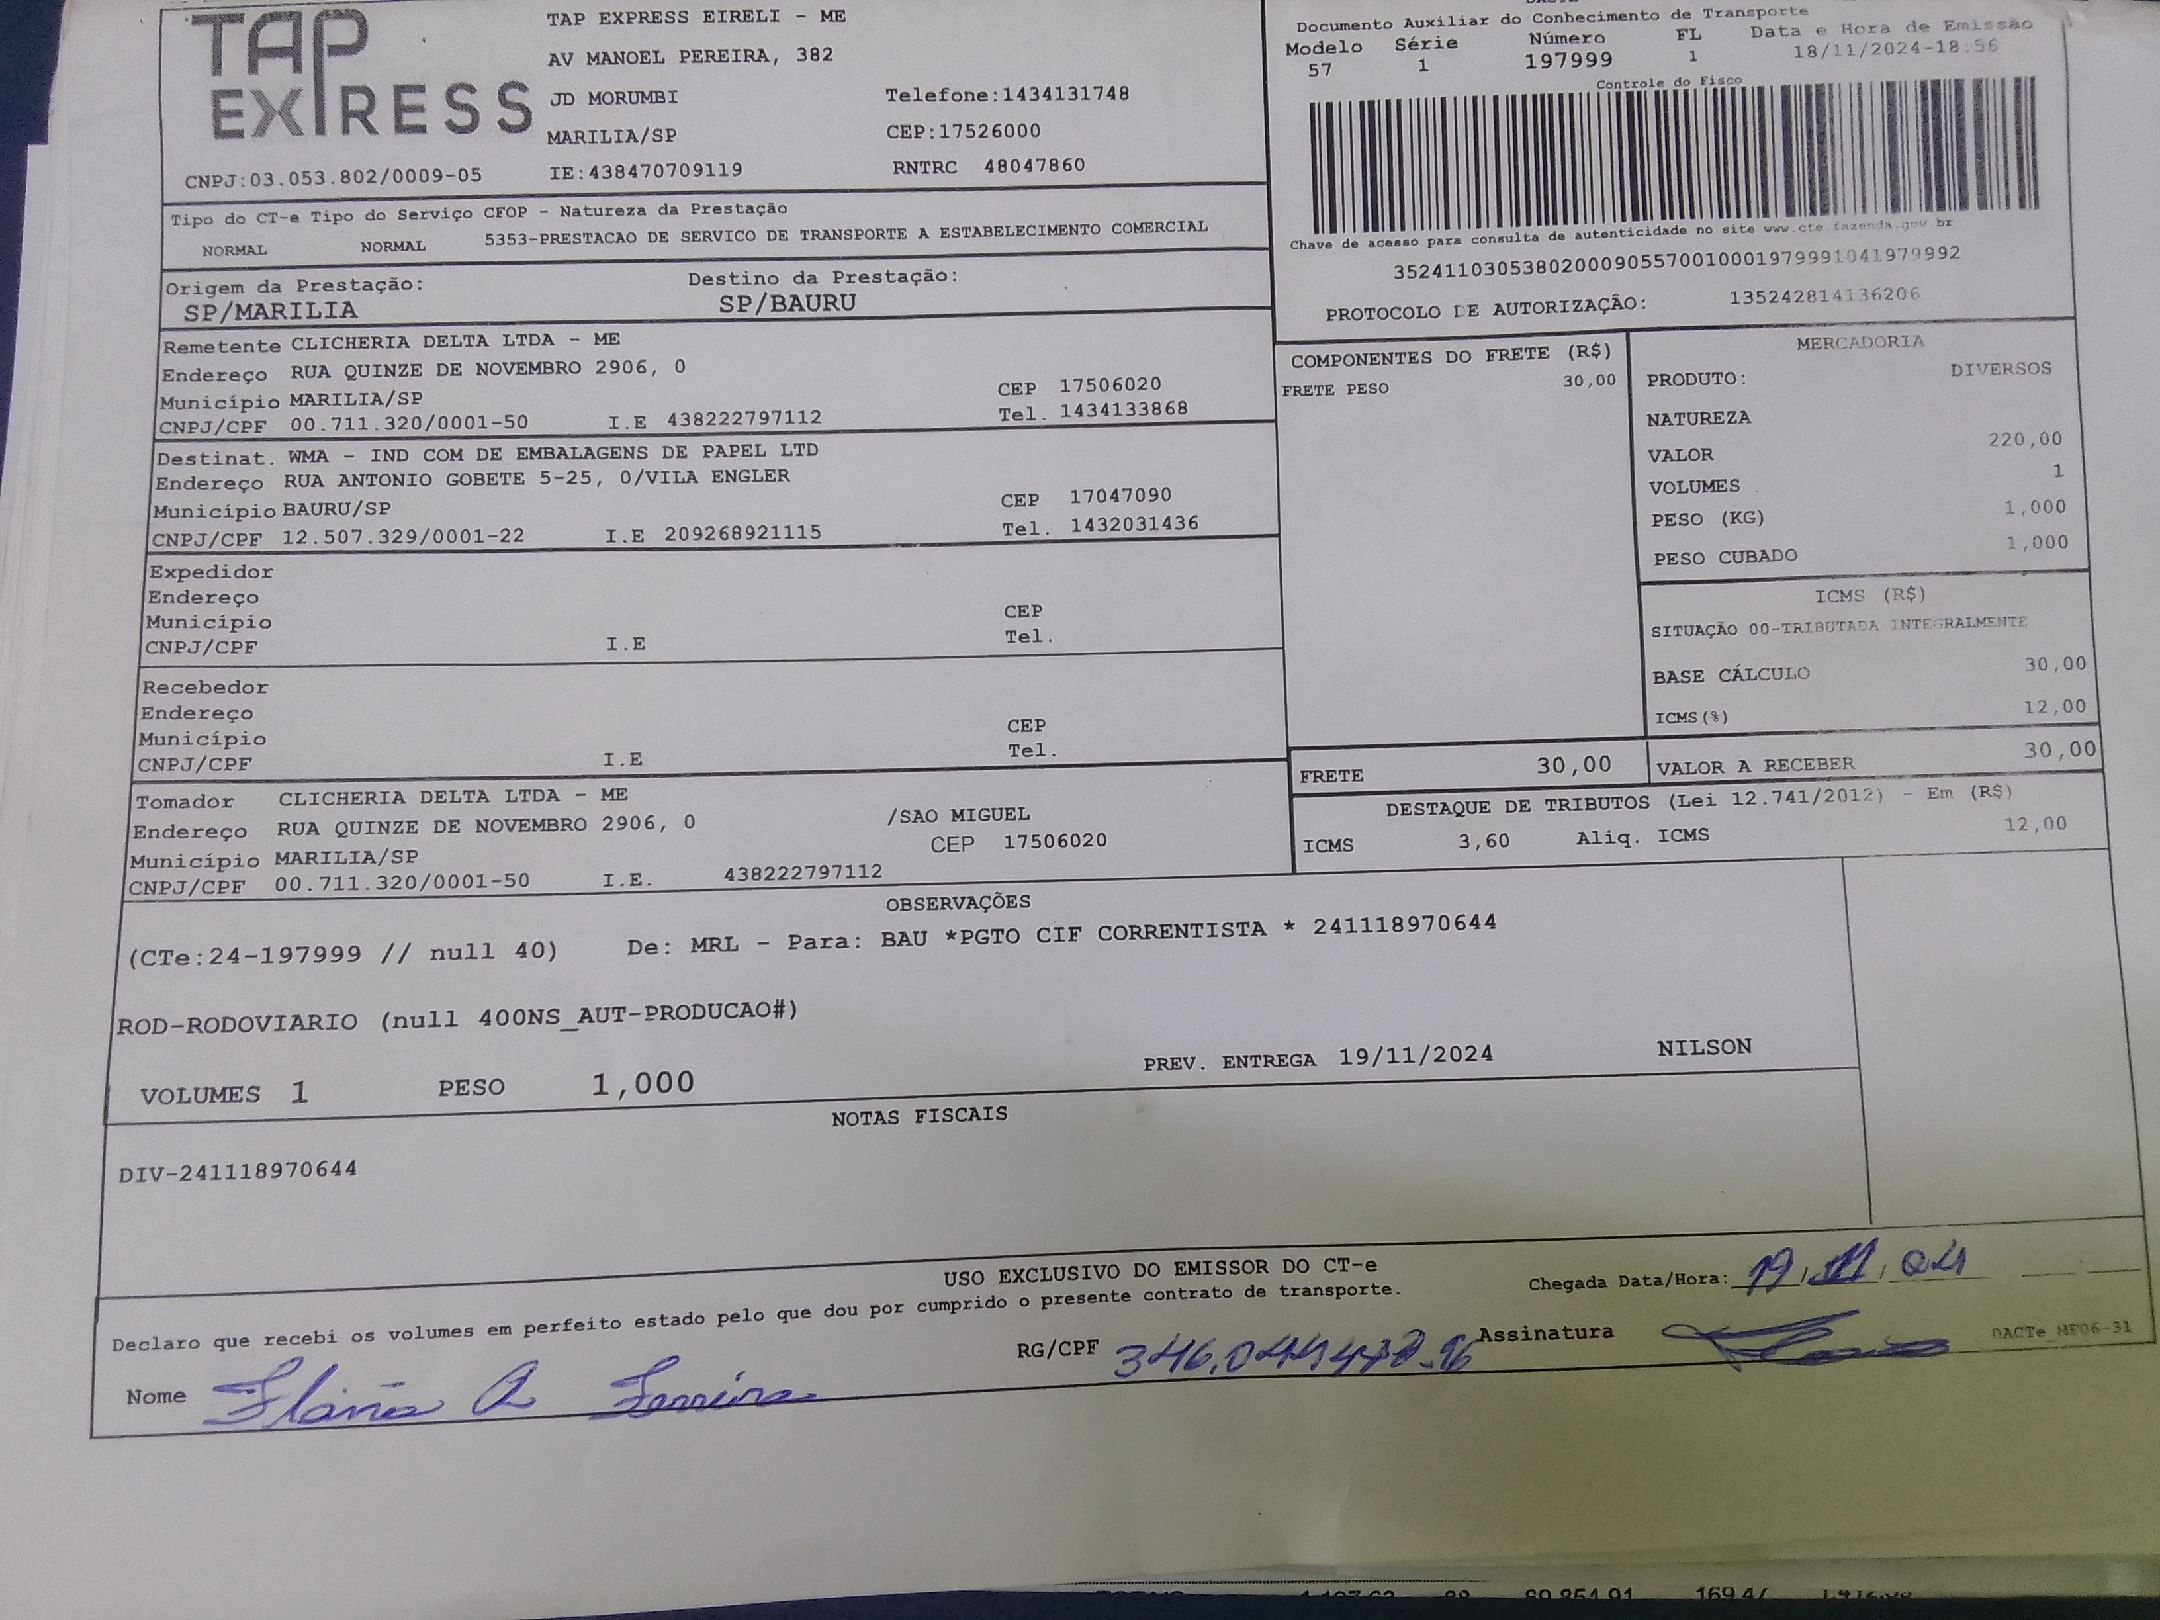 TAP
EXPRESS
CNPJ:03.053.802/0009-05
TAP EXPRESS EIRELI - ME
AV MANOEL PEREIRA, 382
JD MORUMBI Telefone:1434131748
MARILIA/SP CEP:17526000
IE:438470709119 RNTRC 48047860
Documento Auxiliar do Conhecimento de Transporte
Modelo Série Número FL Data e Hora de Emissão
57 1 197999 1 18/11/2024-18:56
Controle do Fisco
Chave de acesso para consulta de autenticidade no site www.cte.fazenda.gov.br
35241103053802000905570010001979991041979992
PROTOCOLO DE AUTORIZAÇÃO: 135242814136206
Tipo do CT-e Tipo do Serviço CFOP - Natureza da Prestação
NORMAL NORMAL 5353-PRESTACAO DE SERVICO DE TRANSPORTE A ESTABELECIMENTO COMERCIAL
Origem da Prestação: Destino da Prestação:
SP/MARILIA SP/BAURU
Remetente CLICHERIA DELTA LTDA - ME
Endereço RUA QUINZE DE NOVEMBRO 2906, 0
Município MARILIA/SP CEP 17506020
CNPJ/CPF 00.711.320/0001-50 I.E 438222797112 Tel. 1434133868
Destinat. WMA - IND COM DE EMBALAGENS DE PAPEL LTD
Endereço RUA ANTONIO GOBETE 5-25, 0/VILA ENGLER
Município BAURU/SP CEP 17047090
CNPJ/CPF 12.507.329/0001-22 I.E 209268921115 Tel. 1432031436
Expedidor
Endereço
Município CEP
CNPJ/CPF I.E Tel.
Recebedor
Endereço
Município CEP
CNPJ/CPF I.E Tel.
Tomador CLICHERIA DELTA LTDA - ME
Endereço RUA QUINZE DE NOVEMBRO 2906, 0 /SAO MIGUEL
Município MARILIA/SP CEP 17506020
CNPJ/CPF 00.711.320/0001-50 I.E. 438222797112
COMPONENTES DO FRETE (R$)
FRETE PESO 30,00
MERCADORIA
PRODUTO: DIVERSOS
NATUREZA
VALOR 220,00
VOLUMES 1
PESO (KG) 1,000
PESO CUBADO 1,000
ICMS (R$)
SITUAÇÃO 00-TRIBUTADA INTEGRALMENTE
BASE CÁLCULO 30,00
ICMS(%) 12,00
FRETE 30,00 VALOR A RECEBER 30,00
DESTAQUE DE TRIBUTOS (Lei 12.741/2012) - Em (R$)
ICMS 3,60 Aliq. ICMS 12,00
OBSERVAÇÕES
(CTe:24-197999 // null 40) De: MRL - Para: BAU *PGTO CIF CORRENTISTA * 241118970644
ROD-RODOVIARIO (null 400NS_AUT-PRODUCAO#)
VOLUMES 1 PESO 1,000 PREV. ENTREGA 19/11/2024 NILSON
NOTAS FISCAIS
DIV-241118970644
USO EXCLUSIVO DO EMISSOR DO CT-e
Declaro que recebi os volumes em perfeito estado pelo que dou por cumprido o presente contrato de transporte.
Chegada Data/Hora: 19/11/24
Nome Flávia A Ferreira RG/CPF Assinatura DACTe_MF06-31